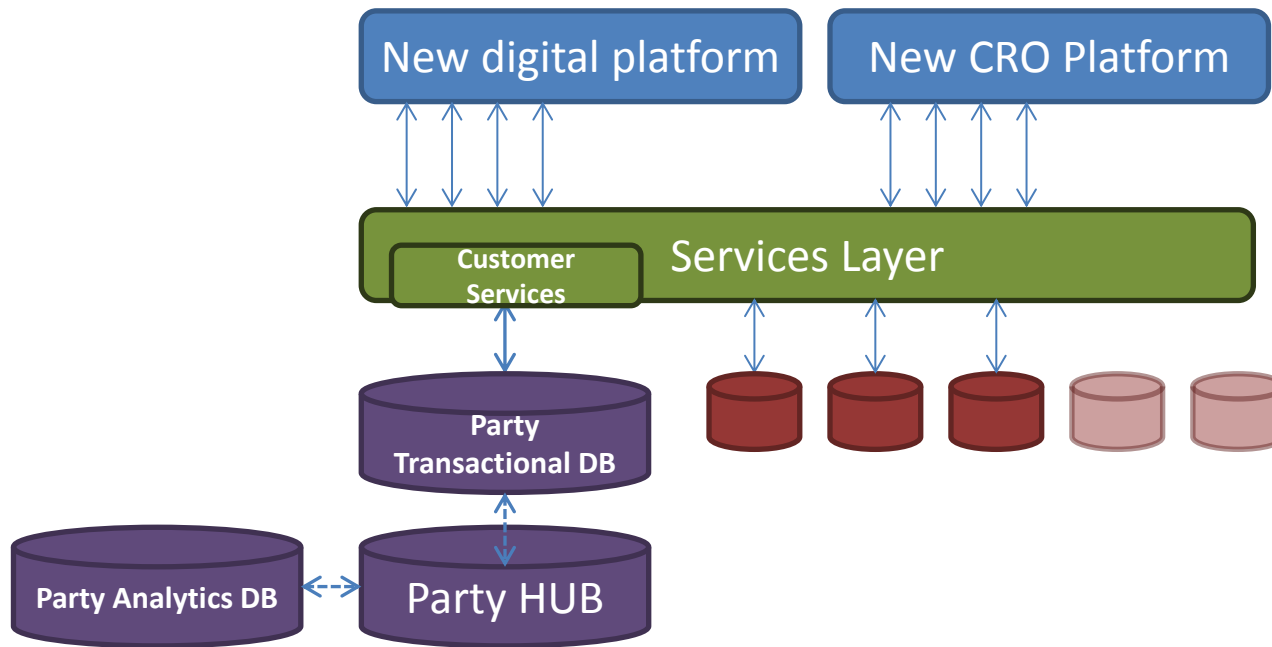 New digital platform
New CRO Platform
Customer
Services
Services Layer
Party
Transactional DB
Party Analytics DB
Party HUB